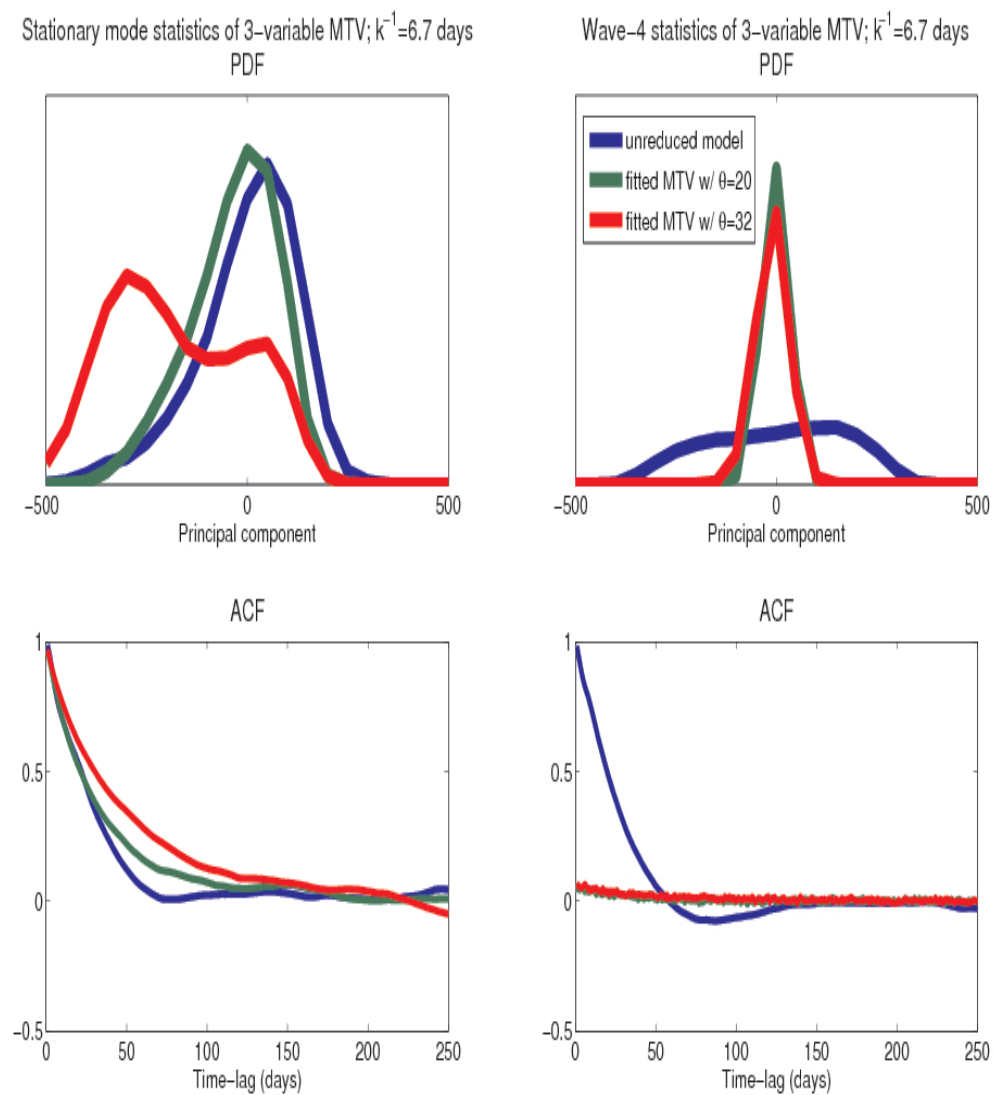 Stationary mode statistics of 3−variable MTV; k⁻¹=6.7 days
PDF
−500
0
500
Principal component
Wave−4 statistics of 3−variable MTV; k⁻¹=6.7 days
PDF
unreduced model
fitted MTV w/ θ=20
fitted MTV w/ θ=32
−500
0
500
Principal component
ACF
1
0.5
0
−0.5
0
50
100
150
200
250
Time−lag (days)
ACF
1
0.5
0
−0.5
0
50
100
150
200
250
Time−lag (days)